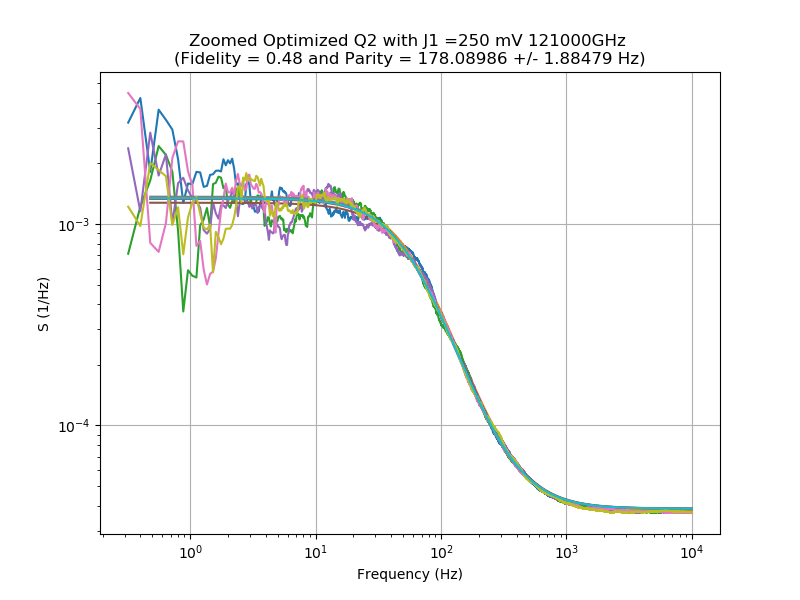 Zoomed Optimized Q2 with J1 =250 mV 121000GHz
(Fidelity = 0.48 and Parity = 178.08986 +/- 1.88479 Hz)
S (1/Hz)
10⁻³
10⁻⁴
10⁰ 10¹ 10² 10³ 10⁴
Frequency (Hz)